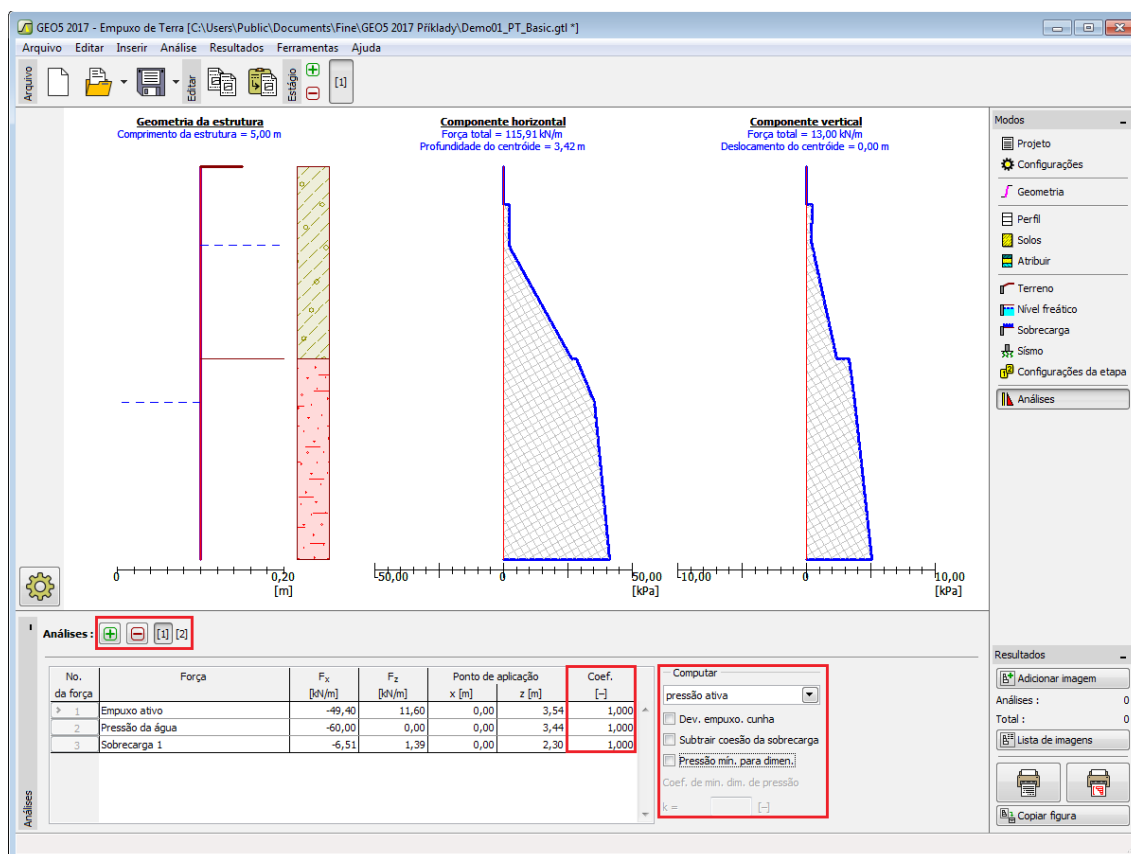 GEO5 2017 - Empuxo de Terra [C:\Users\Public\Documents\Fine\GEO5 2017 Příklady\Demo01_PT_Basic.gtl *]
Arquivo Editar Inserir Análise Resultados Ferramentas Ajuda
Arquivo
Editar
Estágio
[1]
Geometria da estrutura
Comprimento da estrutura = 5,00 m
Componente horizontal
Força total = 115,91 kN/m
Profundidade do centróide = 3,42 m
Componente vertical
Força total = 13,00 kN/m
Deslocamento do centróide = 0,00 m
0 0,20
[m]
-50,00 0 50,00
[kPa]
-10,00 0 10,00
[kPa]
Modos
Projeto
Configurações
Geometria
Perfil
Solos
Atribuir
Terreno
Nível freático
Sobrecarga
Sísmo
Configurações da etapa
Análises
Análises : [1] [2]
No. Força Fx Fz Ponto de aplicação Coef.
da força [kN/m] [kN/m] x [m] z [m] [–]
1 Empuxo ativo -49,40 11,60 0,00 3,54 1,000
2 Pressão da água -60,00 0,00 0,00 3,44 1,000
3 Sobrecarga 1 -6,51 1,39 0,00 2,30 1,000
Computar
pressão ativa
Dev. empuxo. cunha
Subtrair coesão da sobrecarga
Pressão mín. para dimen.
Coef. de min. dim. de pressão
k = [–]
Análises
Resultados
Adicionar imagem
Análises : 0
Total : 0
Lista de imagens
Copiar figura